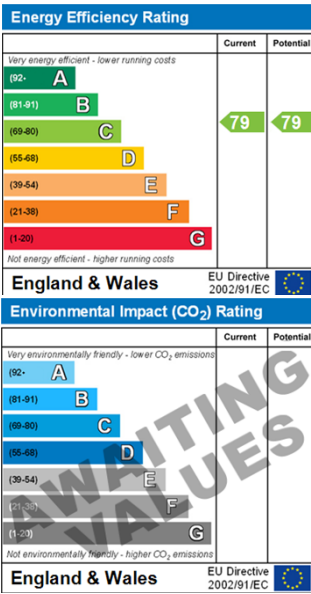 Energy Efficiency Rating
Current Potential
Very energy efficient - lower running costs
(92- A
(81-91) B
(69-80) C 79 79
(55-68) D
(39-54) E
(21-38) F
(1-20) G
Not energy efficient - higher running costs
England & Wales EU Directive 2002/91/EC
Environmental Impact (CO2) Rating
Current Potential
Very environmentally friendly - lower CO2 emissions
(92- A
(81-91) B
(69-80) C
(55-68) D
(39-54) E
(21-38) F
(1-20) G
AWAITING
VALUES
Not environmentally friendly - higher CO2 emissions
England & Wales EU Directive 2002/91/EC